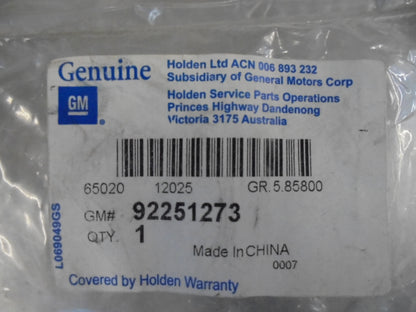 Genuine
GM
Holden Ltd ACN 006 893 232
Subsidiary of General Motors Corp
Holden Service Parts Operations
Princes Highway Dandenong
Victoria 3175 Australia
65020 12025 GR.5.85800
GM# 92251273
QTY. 1
Made In CHINA
0007
L069049GS
Covered by Holden Warranty